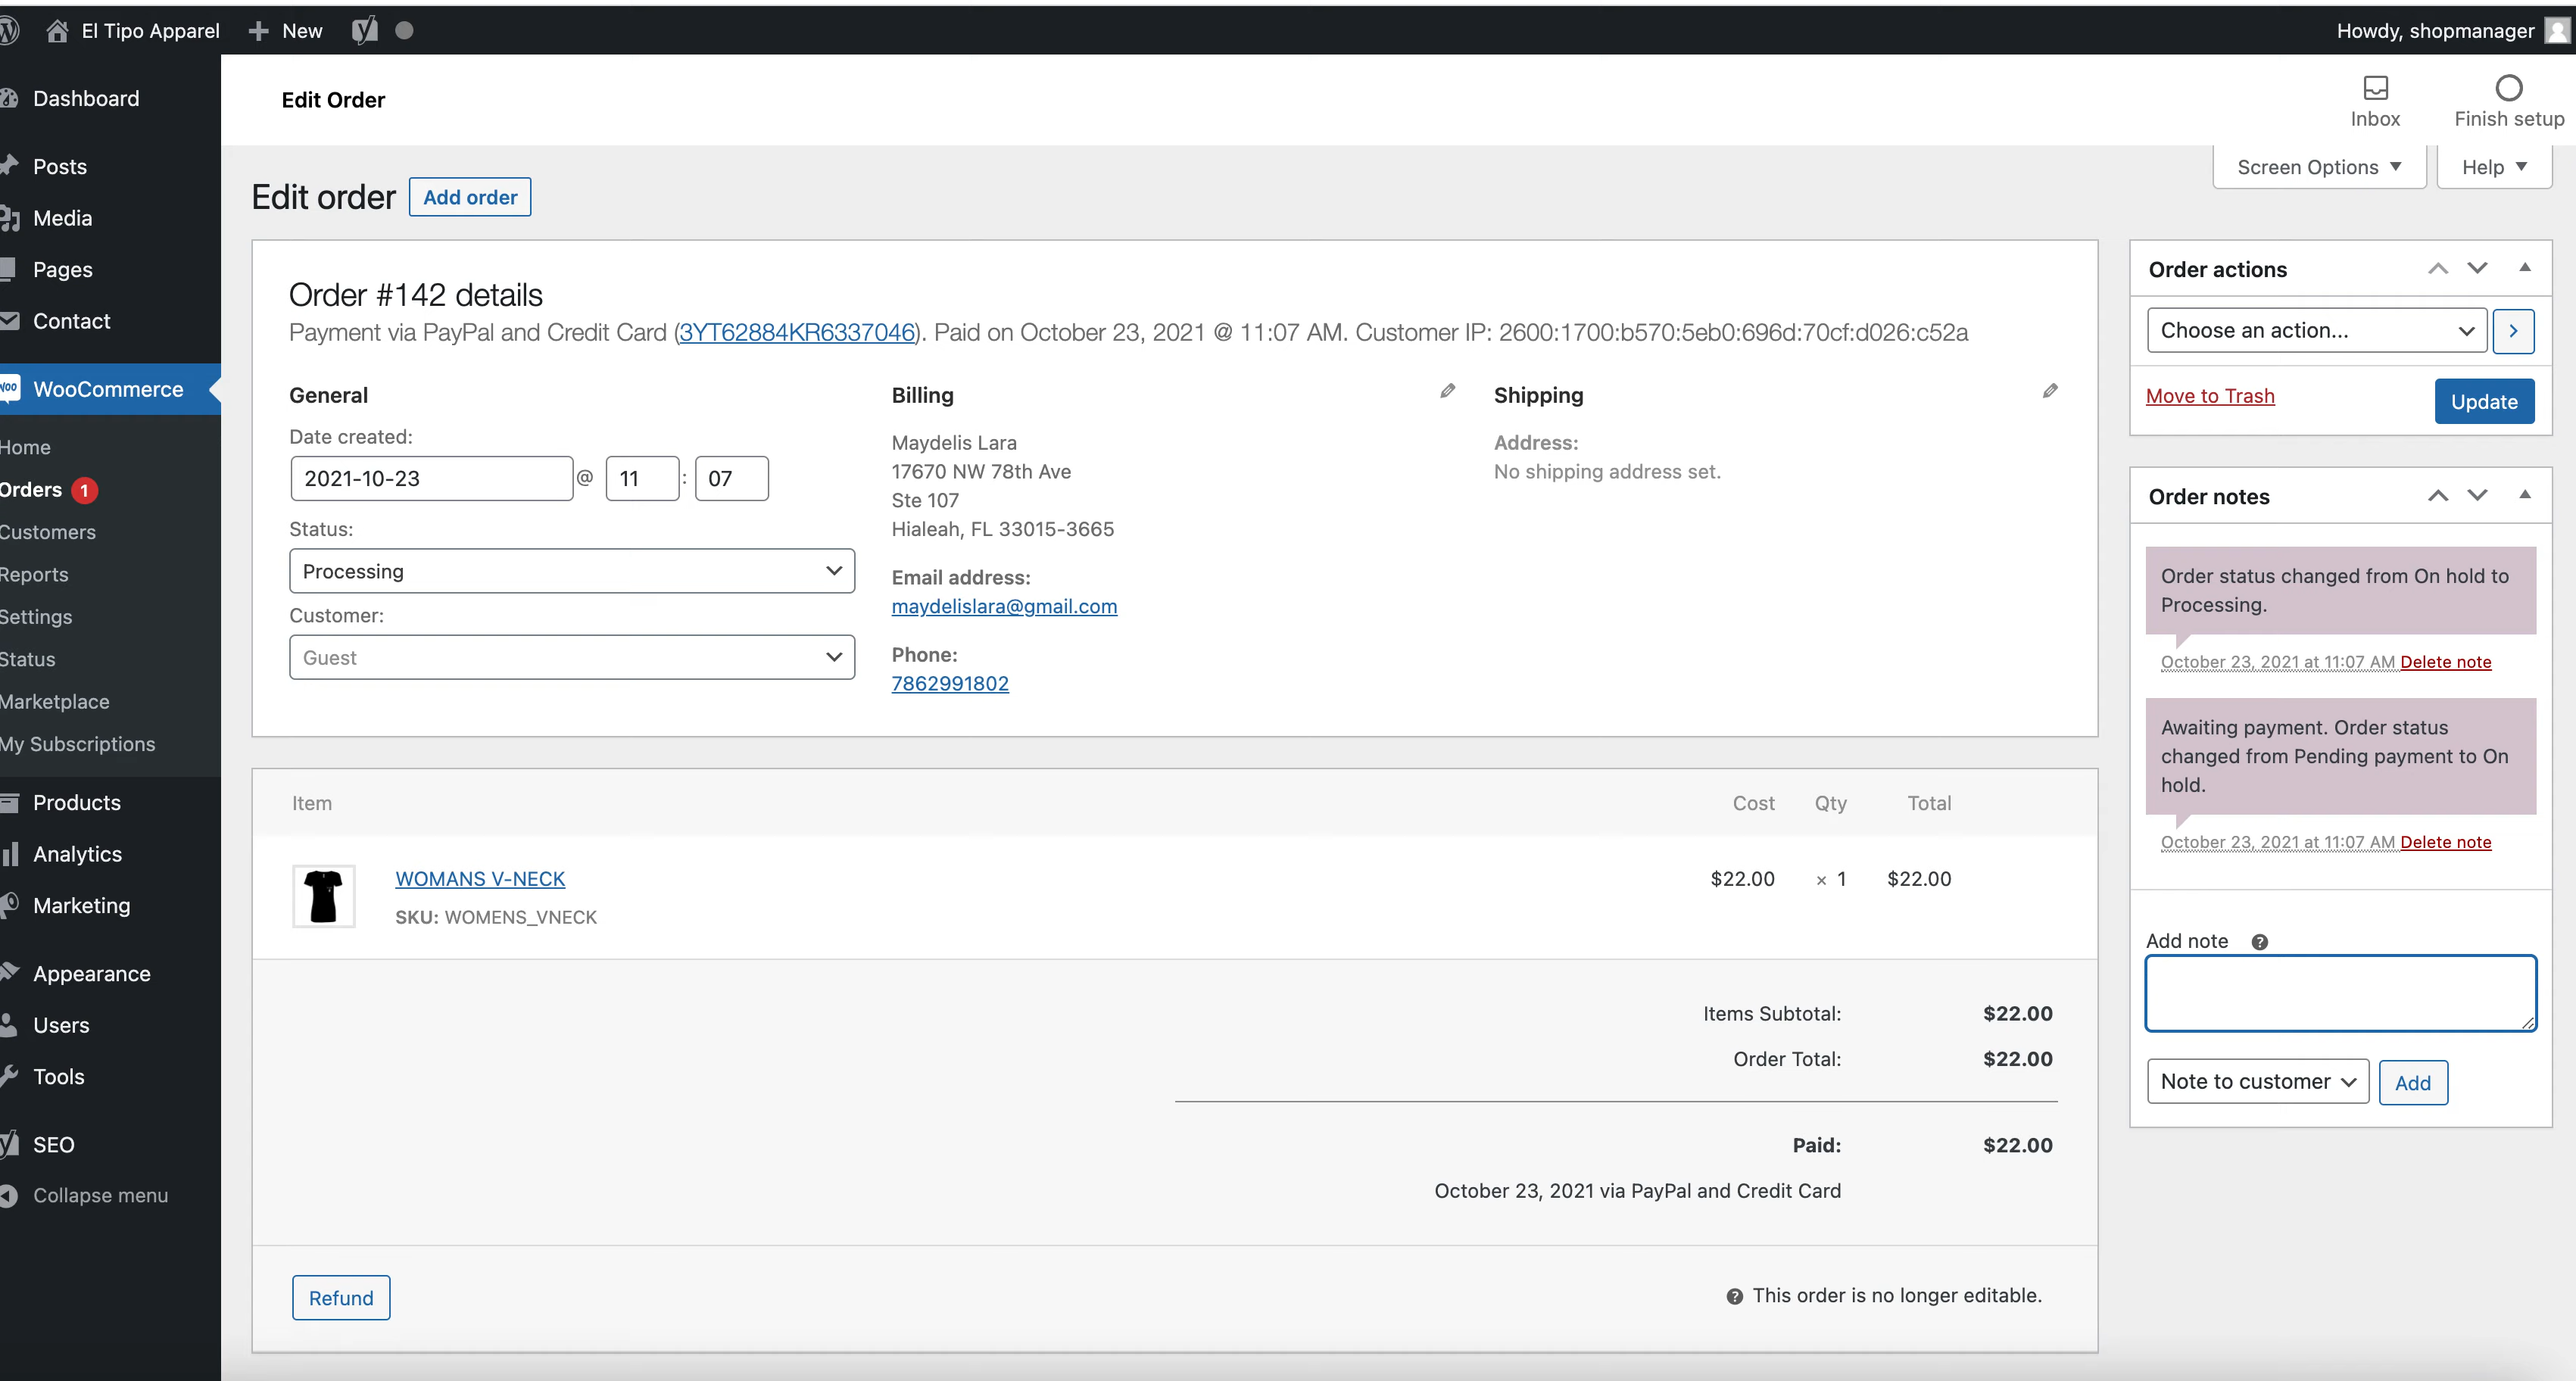 El Tipo Apparel
New
Howdy, shopmanager
Dashboard
Posts
Media
Pages
Contact
WooCommerce
Home
Orders 1
Customers
Reports
Settings
Status
Marketplace
My Subscriptions
Products
Analytics
Marketing
Appearance
Users
Tools
SEO
Collapse menu
Edit Order
Inbox
Finish setup
Screen Options
Help
Edit order
Add order
Order #142 details
Payment via PayPal and Credit Card (3YT62884KR6337046). Paid on October 23, 2021 @ 11:07 AM. Customer IP: 2600:1700:b570:5eb0:696d:70cf:d026:c52a
General
Date created:
2021-10-23 @ 11 : 07
Status:
Processing
Customer:
Guest
Billing
Maydelis Lara
17670 NW 78th Ave
Ste 107
Hialeah, FL 33015-3665
Email address:
maydelislara@gmail.com
Phone:
7862991802
Shipping
Address:
No shipping address set.
Item Cost Qty Total
WOMANS V-NECK $22.00 × 1 $22.00
SKU: WOMENS_VNECK
Items Subtotal: $22.00
Order Total: $22.00
Paid: $22.00
October 23, 2021 via PayPal and Credit Card
Refund
This order is no longer editable.
Order actions
Choose an action...
Move to Trash
Update
Order notes
Order status changed from On hold to
Processing.
October 23, 2021 at 11:07 AM Delete note
Awaiting payment. Order status
changed from Pending payment to On
hold.
October 23, 2021 at 11:07 AM Delete note
Add note
Note to customer
Add